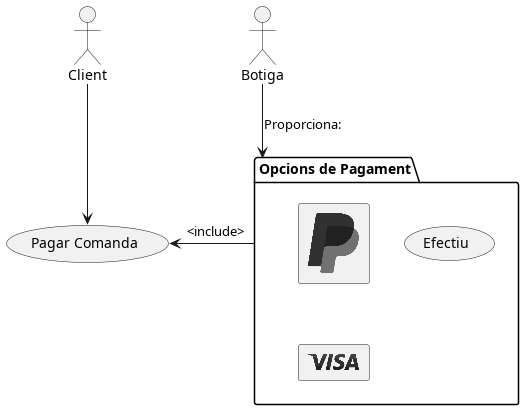 Client
Botiga
Proporciona:
Opcions de Pagament
Pagar Comanda
<include>
P
Efectiu
VISA